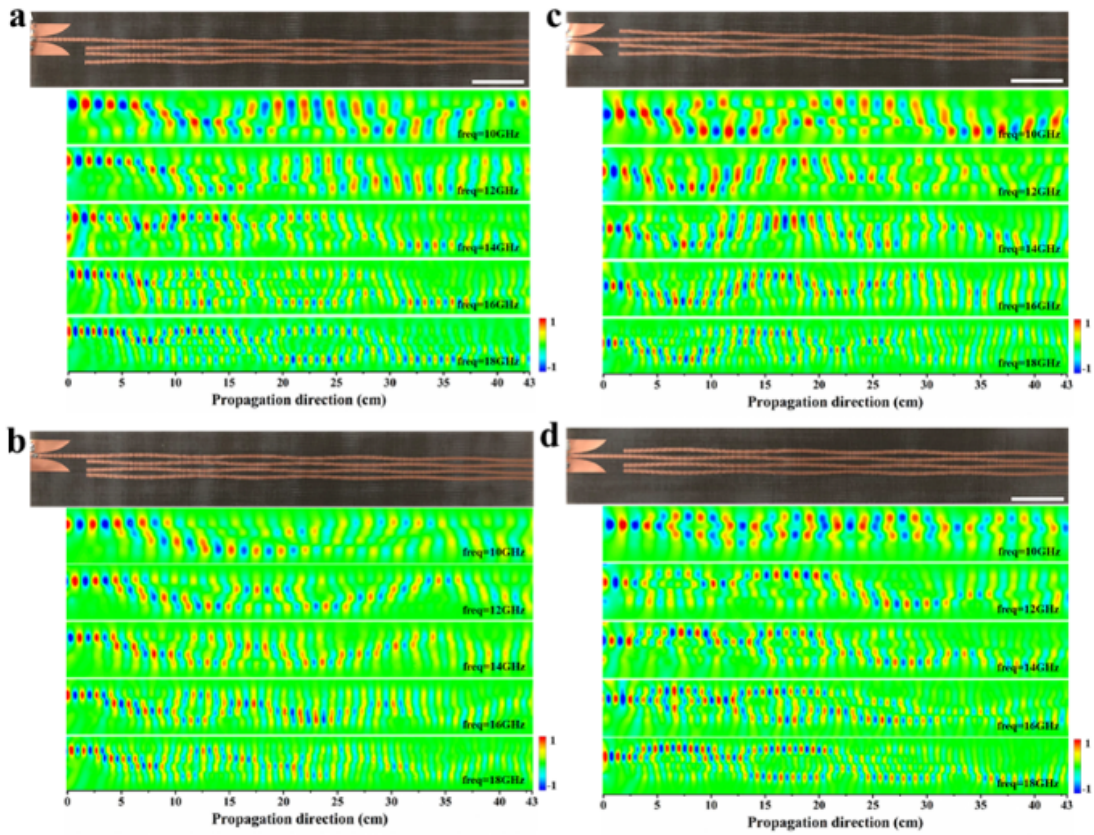 a
freq=10GHz
freq=12GHz
freq=14GHz
freq=16GHz
freq=18GHz
1
-1
0 5 10 15 20 25 30 35 40 43
Propagation direction (cm)
c
freq=10GHz
freq=12GHz
freq=14GHz
freq=16GHz
freq=18GHz
1
-1
0 5 10 15 20 25 30 35 40 43
Propagation direction (cm)
b
freq=10GHz
freq=12GHz
freq=14GHz
freq=16GHz
freq=18GHz
1
-1
0 5 10 15 20 25 30 35 40 43
Propagation direction (cm)
d
freq=10GHz
freq=12GHz
freq=14GHz
freq=16GHz
freq=18GHz
1
-1
0 5 10 15 20 25 30 35 40 43
Propagation direction (cm)